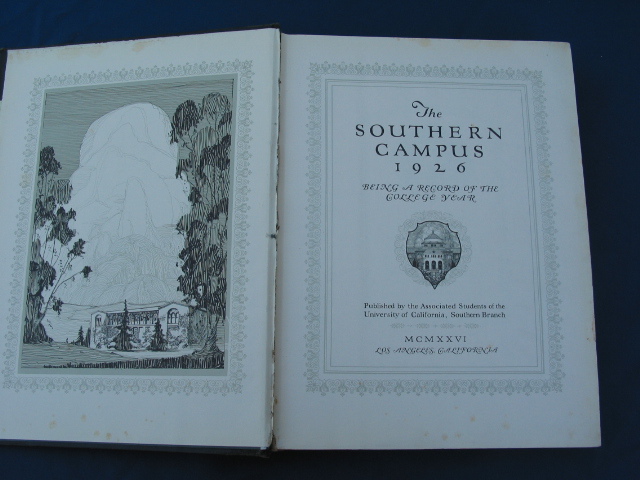 The
SOUTHERN
CAMPUS
1926
BEING A RECORD OF THE
COLLEGE YEAR
Published by the Associated Students of the
University of California, Southern Branch
MCMXXVI
LOS ANGELES, CALIFORNIA